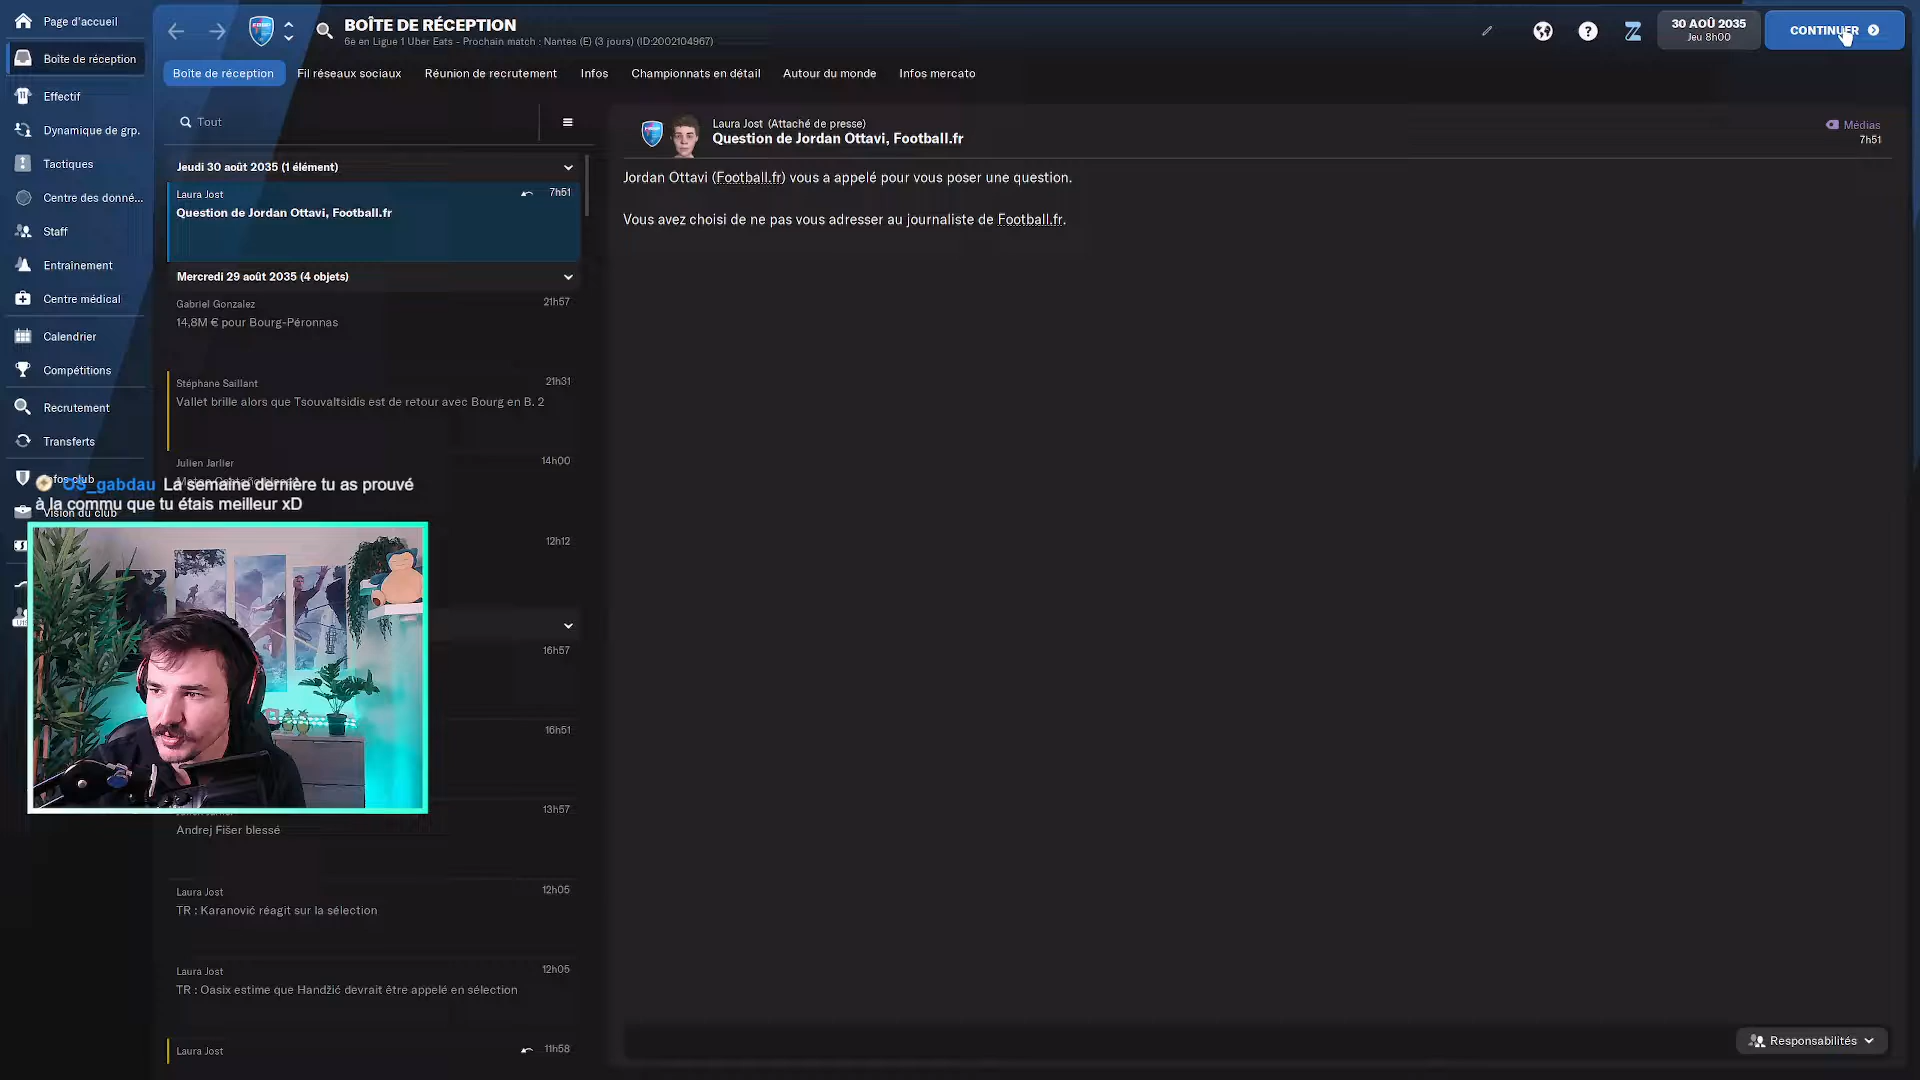 Page d'accueil
Boîte de réception
Effectif
Dynamique de grp.
Tactiques
Centre des donné...
Staff
Entraînement
Centre médical
Calendrier
Compétitions
Recrutement
Transferts
Infos club
Vision du club
BOÎTE DE RÉCEPTION
6e en Ligue 1 Uber Eats - Prochain match : Nantes (E) (3 jours) (ID:2002104967)
30 AOÛ 2035
Jeu 8h00
CONTINUER
Boîte de réception
Fil réseaux sociaux
Réunion de recrutement
Infos
Championnats en détail
Autour du monde
Infos mercato
Tout
Jeudi 30 août 2035 (1 élément)
Laura Jost
7h51
Question de Jordan Ottavi, Football.fr
Mercredi 29 août 2035 (4 objets)
Gabriel Gonzalez
21h57
14,8M € pour Bourg-Péronnas
Stéphane Saillant
21h31
Vallet brille alors que Tsouvaltsidis est de retour avec Bourg en B. 2
Julien Jarlier
14h00
OS_gabdau La semaine dernière tu as prouvé
à la commu que tu étais meilleur xD
12h12
16h57
16h51
13h57
Andrej Fišer blessé
Laura Jost
12h05
TR : Karanović réagit sur la sélection
Laura Jost
12h05
TR : Oasix estime que Handžić devrait être appelé en sélection
Laura Jost
11h58
Laura Jost (Attaché de presse)
Question de Jordan Ottavi, Football.fr
Médias
7h51
Jordan Ottavi (Football.fr) vous a appelé pour vous poser une question.
Vous avez choisi de ne pas vous adresser au journaliste de Football.fr.
Responsabilités